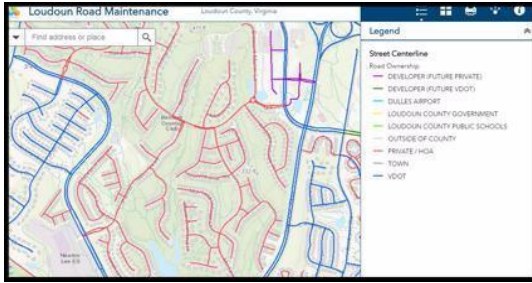 Loudoun Road Maintenance
Loudoun County, Virginia
Find address or place
Legend
Street Centerline
Road Ownership
DEVELOPER (FUTURE PRIVATE)
DEVELOPER (FUTURE VDOT)
DULLES AIRPORT
LOUDOUN COUNTY GOVERNMENT
LOUDOUN COUNTY PUBLIC SCHOOLS
OUTSIDE OF COUNTY
PRIVATE / HOA
TOWN
VDOT